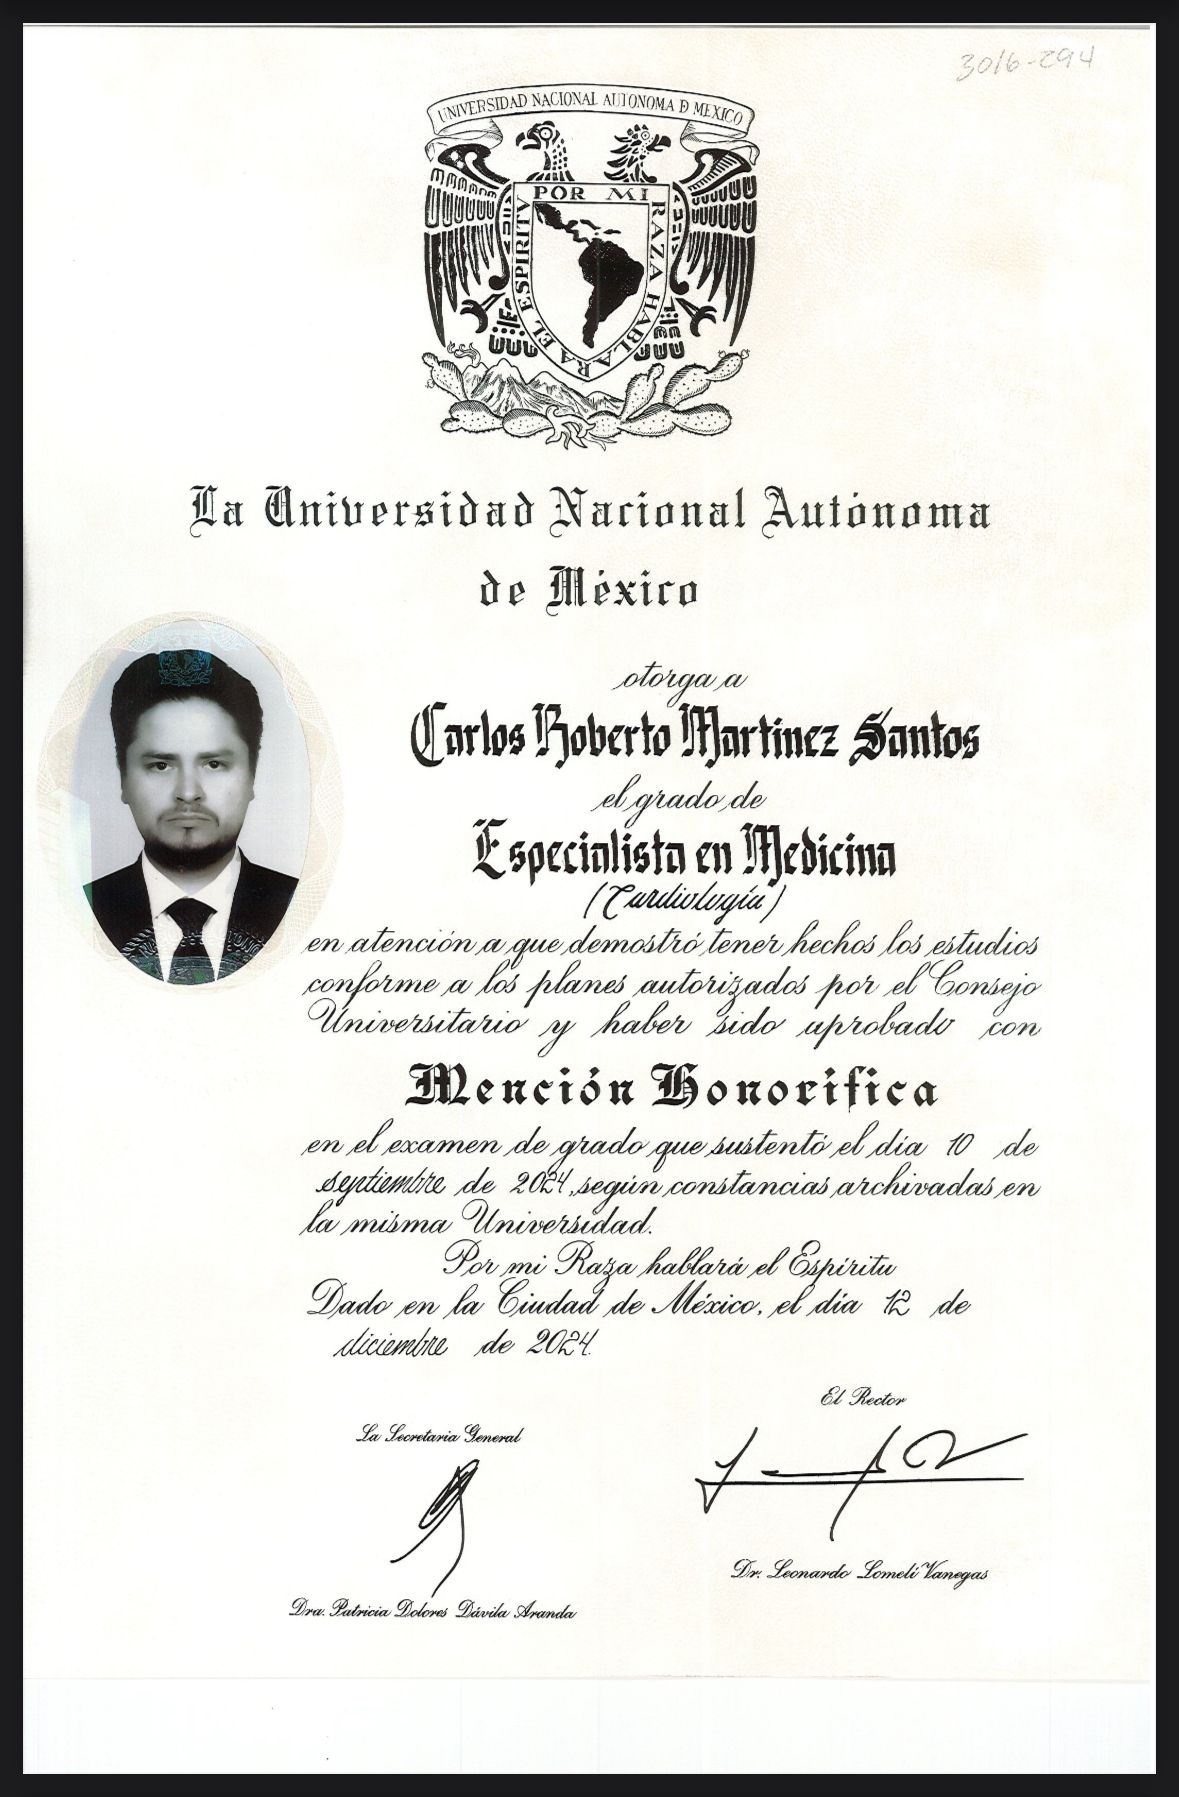 3016-294
UNIVERSIDAD NACIONAL AUTONOMA D MEXICO
POR MI RAZA HABLARA EL ESPIRITV
La Universidad Nacional Autónoma
de México
otorga a
Carlos Roberto Martinez Santos
el grado de
Especialista en Medicina
(Cardiología)
en atención a que demostró tener hechos los estudios
conforme a los planes autorizados por el Consejo
Universitario y haber sido aprobado con
Mención Honorífica
en el examen de grado que sustentó el día 10 de
septiembre de 2024, según constancias archivadas en
la misma Universidad.
Por mi Raza hablará el Espíritu
Dado en la Ciudad de México, el día 12 de
diciembre de 2024.
El Rector
La Secretaria General
Dr. Leonardo Lomelí Vanegas
Dra. Patricia Dolores Dávila Aranda